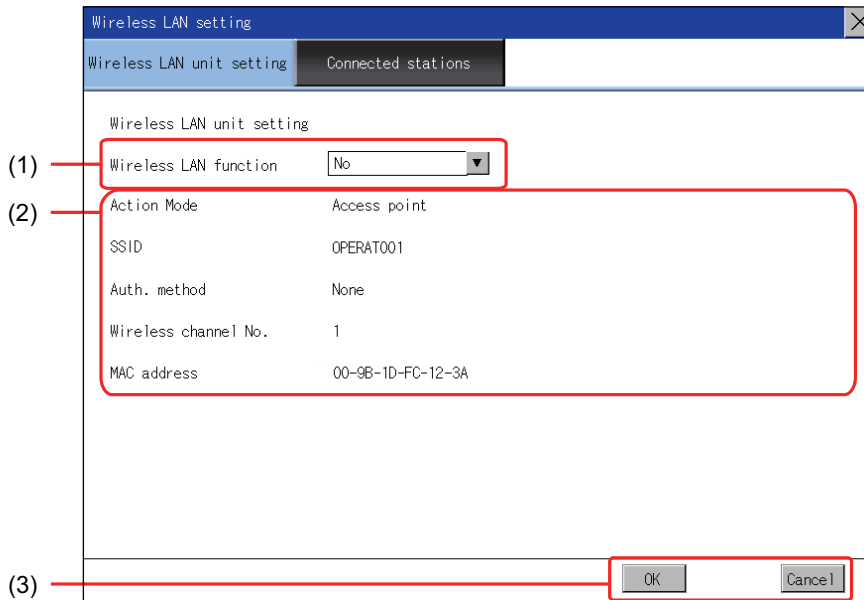 Wireless LAN setting
Wireless LAN unit setting Connected stations
Wireless LAN unit setting
(1) Wireless LAN function No
(2) Action Mode Access point
SSID OPERAT001
Auth. method None
Wireless channel No. 1
MAC address 00-9B-1D-FC-12-3A
(3) OK Cancel